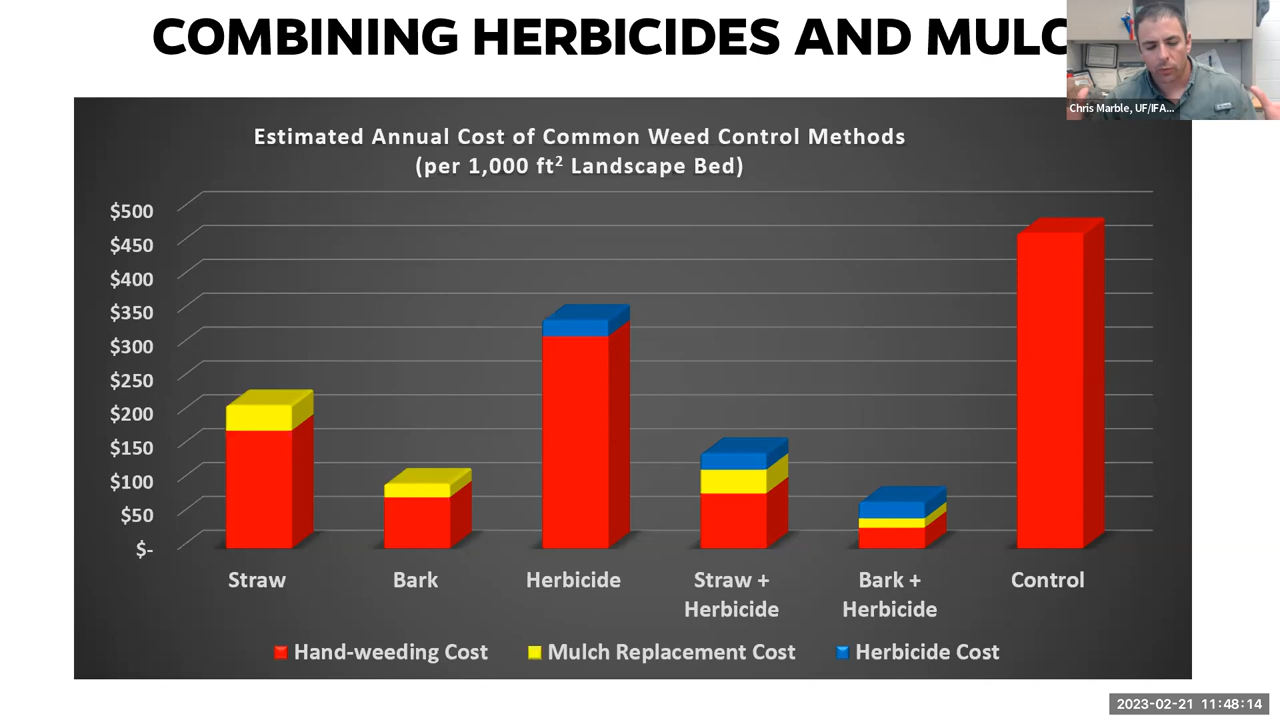 COMBINING HERBICIDES AND MULC
Chris Marble, UF/IFA...
Estimated Annual Cost of Common Weed Control Methods
(per 1,000 ft² Landscape Bed)
$500
$450
$400
$350
$300
$250
$200
$150
$100
$50
$-
Straw
Bark
Herbicide
Straw +
Herbicide
Bark +
Herbicide
Control
Hand-weeding Cost
Mulch Replacement Cost
Herbicide Cost
2023-02-21 11:48:14